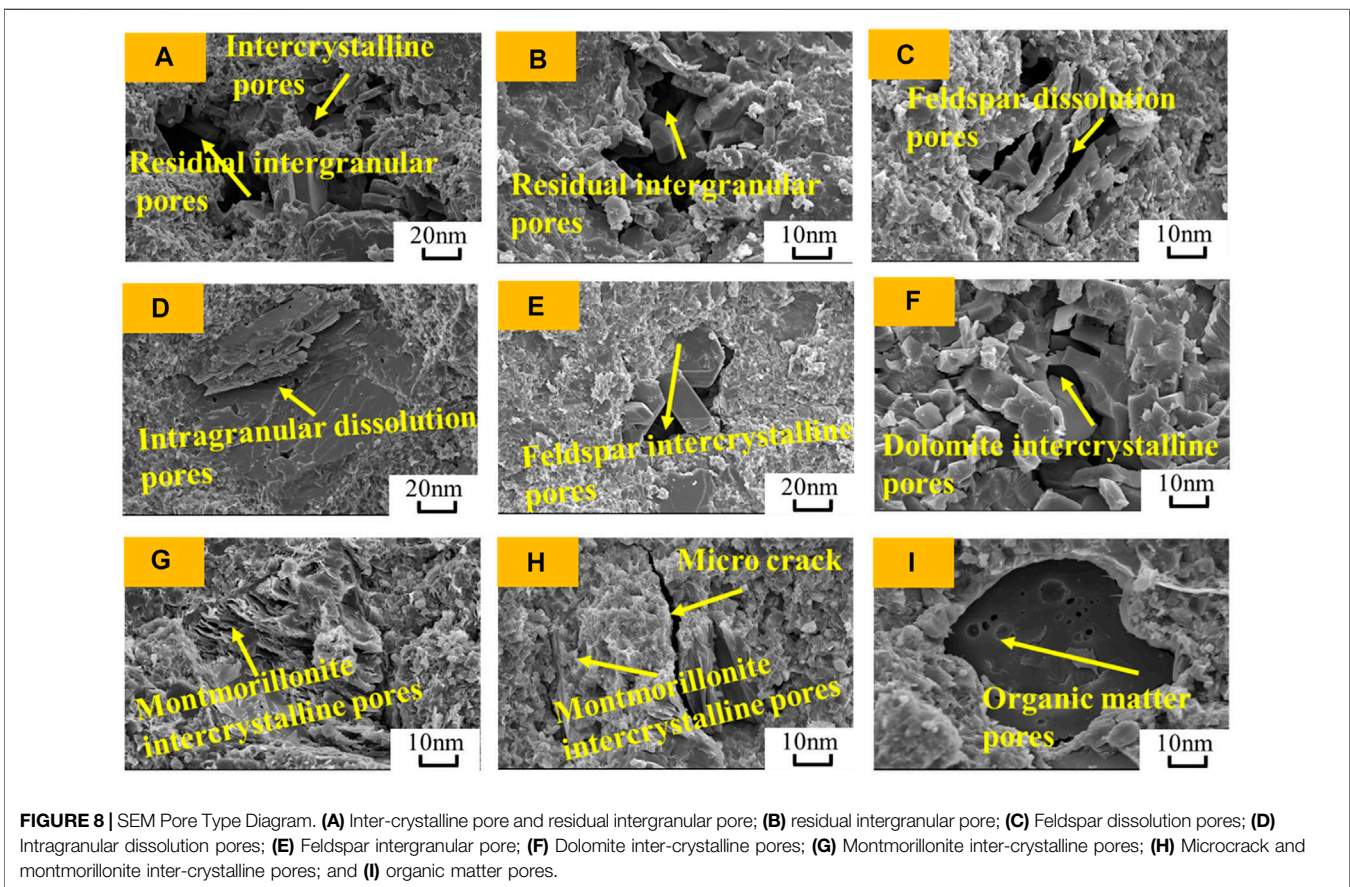 A
Intercrystalline
pores
Residual intergranular
pores
20nm
B
Residual intergranular
pores
10nm
C
Feldspar dissolution
pores
10nm
D
Intragranular dissolution
pores
20nm
E
Feldspar intercrystalline
pores
20nm
F
Dolomite intercrystalline
pores
10nm
G
Montmorillonite
intercrystalline pores
10nm
H
Micro crack
Montmorillonite
intercrystalline pores
10nm
I
Organic matter
pores
10nm
FIGURE 8 | SEM Pore Type Diagram. (A) Inter-crystalline pore and residual intergranular pore; (B) residual intergranular pore; (C) Feldspar dissolution pores; (D)
Intragranular dissolution pores; (E) Feldspar intergranular pore; (F) Dolomite inter-crystalline pores; (G) Montmorillonite inter-crystalline pores; (H) Microcrack and
montmorillonite inter-crystalline pores; and (I) organic matter pores.